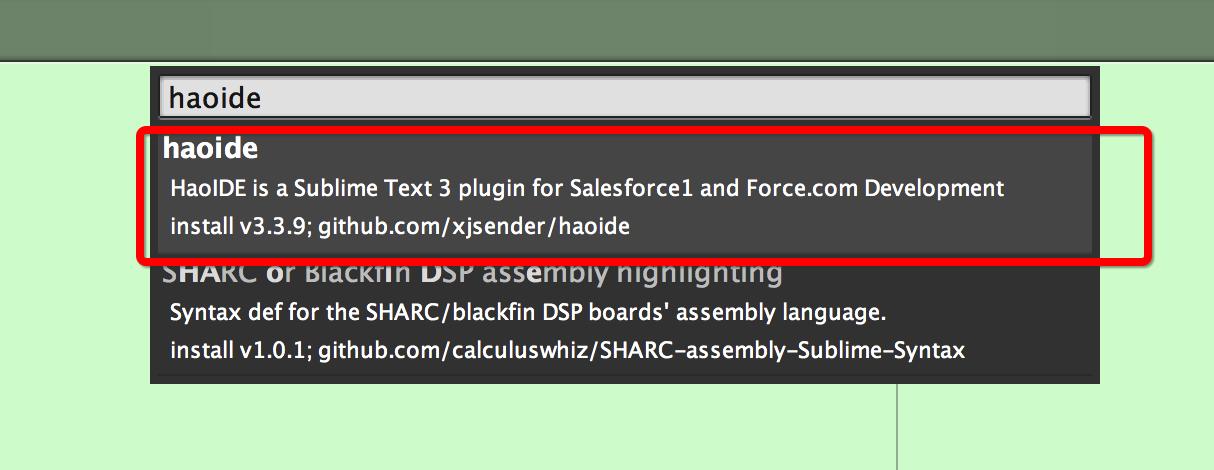 haoide
haoide
HaoIDE is a Sublime Text 3 plugin for Salesforce1 and Force.com Development
install v3.3.9; github.com/xjsender/haoide
SHARC or Blackfin DSP assembly highlighting
Syntax def for the SHARC/blackfin DSP boards' assembly language.
install v1.0.1; github.com/calculuswhiz/SHARC-assembly-Sublime-Syntax